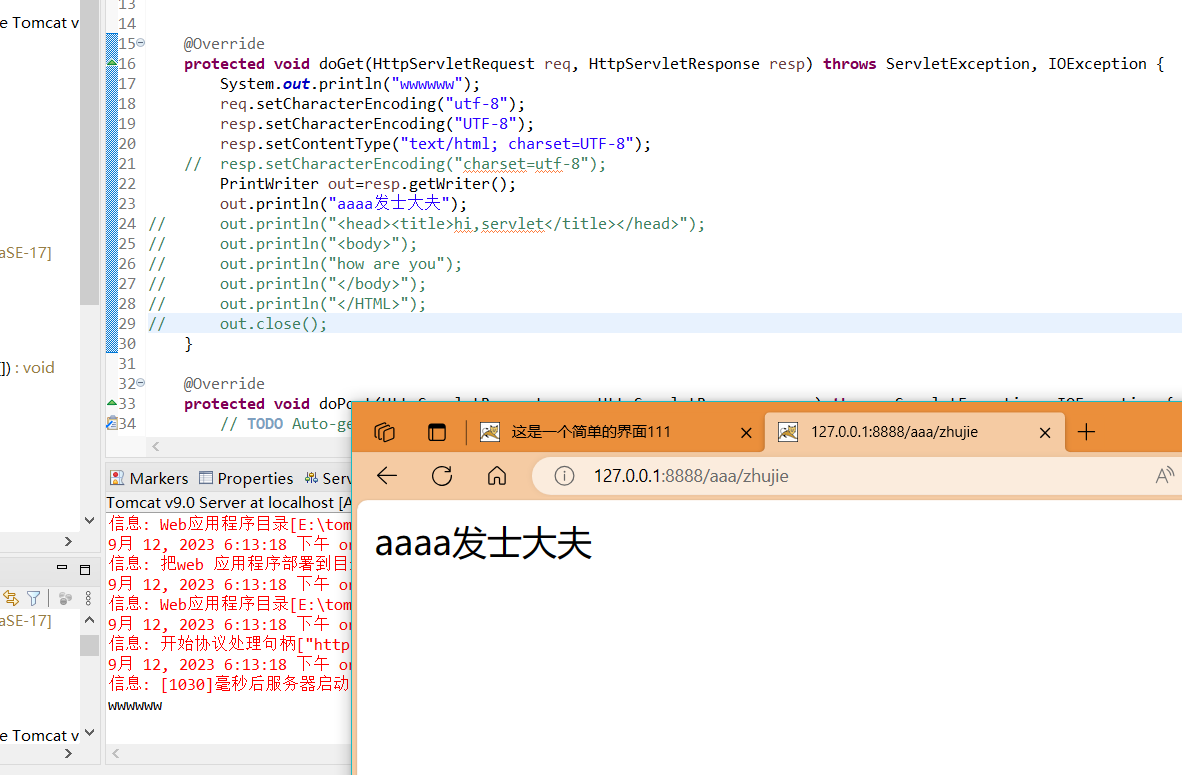 13
e Tomcat v
14
15 @Override
16 protected void doGet(HttpServletRequest req, HttpServletResponse resp) throws ServletException, IOException {
17 System.out.println("wwwwww");
18 req.setCharacterEncoding("utf-8");
19 resp.setCharacterEncoding("UTF-8");
20 resp.setContentType("text/html; charset=UTF-8");
21 // resp.setCharacterEncoding("charset=utf-8");
22 PrintWriter out=resp.getWriter();
23 out.println("aaaa发士大夫");
24 // out.println("<head><title>hi,servlet</title></head>");
25 // out.println("<body>");
26 // out.println("how are you");
27 // out.println("</body>");
28 // out.println("</HTML>");
29 // out.close();
30 }
31
32 @Override
33 protected void doPo
34 // TODO Auto-ge
aSE-17]
]) : void
Markers Properties Serv
Tomcat v9.0 Server at localhost [A
信息: Web应用程序目录[E:\tom
9月 12, 2023 6:13:18 下午 or
信息: 把web 应用程序部署到目
9月 12, 2023 6:13:18 下午 or
信息: Web应用程序目录[E:\tom
9月 12, 2023 6:13:18 下午 or
信息: 开始协议处理句柄["http
9月 12, 2023 6:13:18 下午 or
信息: [1030]毫秒后服务器启动
wwwwww
aSE-17]
e Tomcat v
这是一个简单的界面111
127.0.0.1:8888/aaa/zhujie
127.0.0.1:8888/aaa/zhujie
aaaa发士大夫